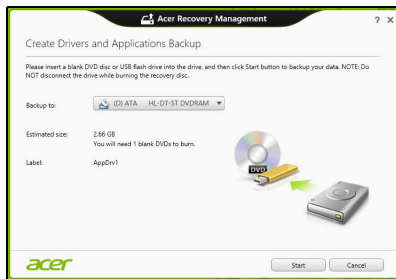 Acer Recovery Management
? ×
Create Drivers and Applications Backup
Please insert a blank DVD disc or USB flash drive into the drive, and then click Start button to backup your data. NOTE: Do
NOT disconnect the drive while burning the recovery disc.
Backup to: (D) ATA HL-DT-ST DVDRAM
Estimated size: 2.66 GB
You will need 1 blank DVDs to burn.
Label: AppDrv1
DVD
acer
Start Cancel